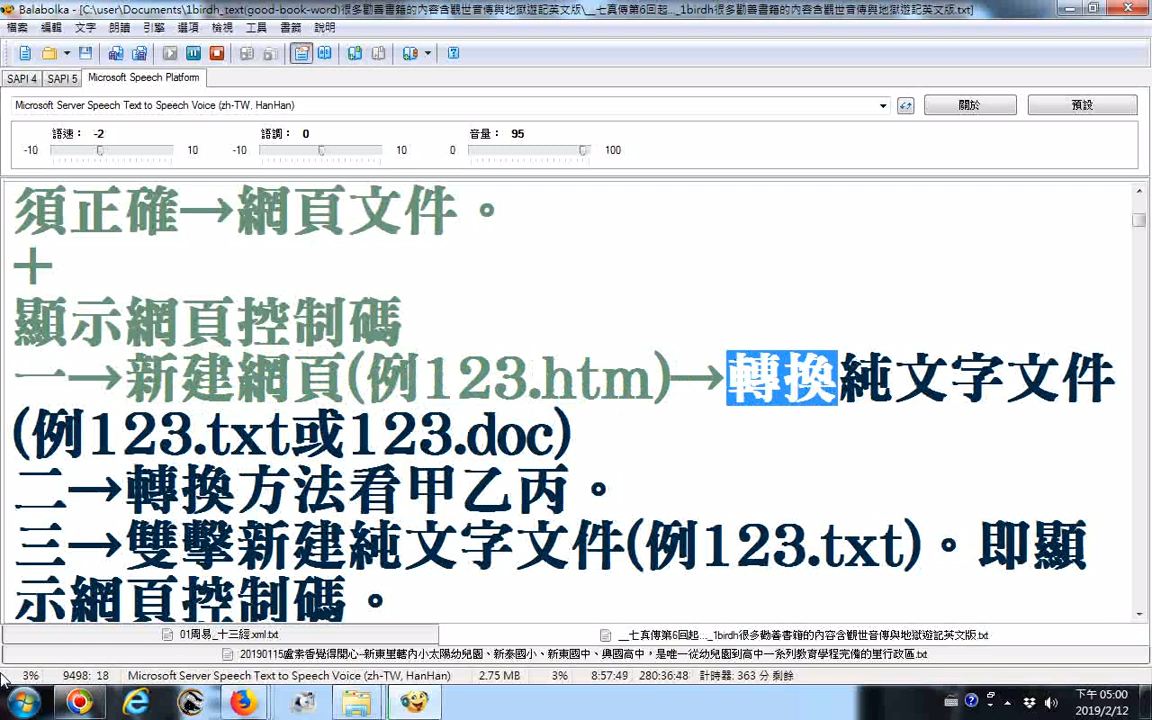 Balabolka - [C:\user\Documents\1birdh_text(good-book-word)很多勸善書籍的內容含觀世音傳與地獄遊記英文版\__七真傳第6回起..._1birdh很多勸善書籍的內容含觀世音傳與地獄遊記英文版.txt]
檔案 編輯 文字 朗讀 引擎 選項 檢視 工具 書籤 說明
SAPI 4 SAPI 5 Microsoft Speech Platform
Microsoft Server Speech Text to Speech Voice (zh-TW, HanHan) 關於 預設
語速： -2 語調： 0 音量： 95
-10 10 -10 10 0 100
須正確→網頁文件。
＋
顯示網頁控制碼
一→新建網頁(例123.htm)→轉換純文字文件
(例123.txt或123.doc)
二→轉換方法看甲乙丙。
三→雙擊新建純文字文件(例123.txt)。即顯
示網頁控制碼。
01周易_十三經.xml.txt __七真傳第6回起..._1birdh很多勸善書籍的內容含觀世音傳與地獄遊記英文版.txt
20190115盧素香覺得開心-新東里轄內小太陽幼兒園、新泰國小、新東國中、興國高中，是唯一從幼兒園到高中一系列教育學程完備的里行政區.txt
3% 9498: 18 Microsoft Server Speech Text to Speech Voice (zh-TW, HanHan) 2.75 MB 3% 8:57:49 280:36:48 計時器: 363 分 剩餘
下午 05:00
2019/2/12